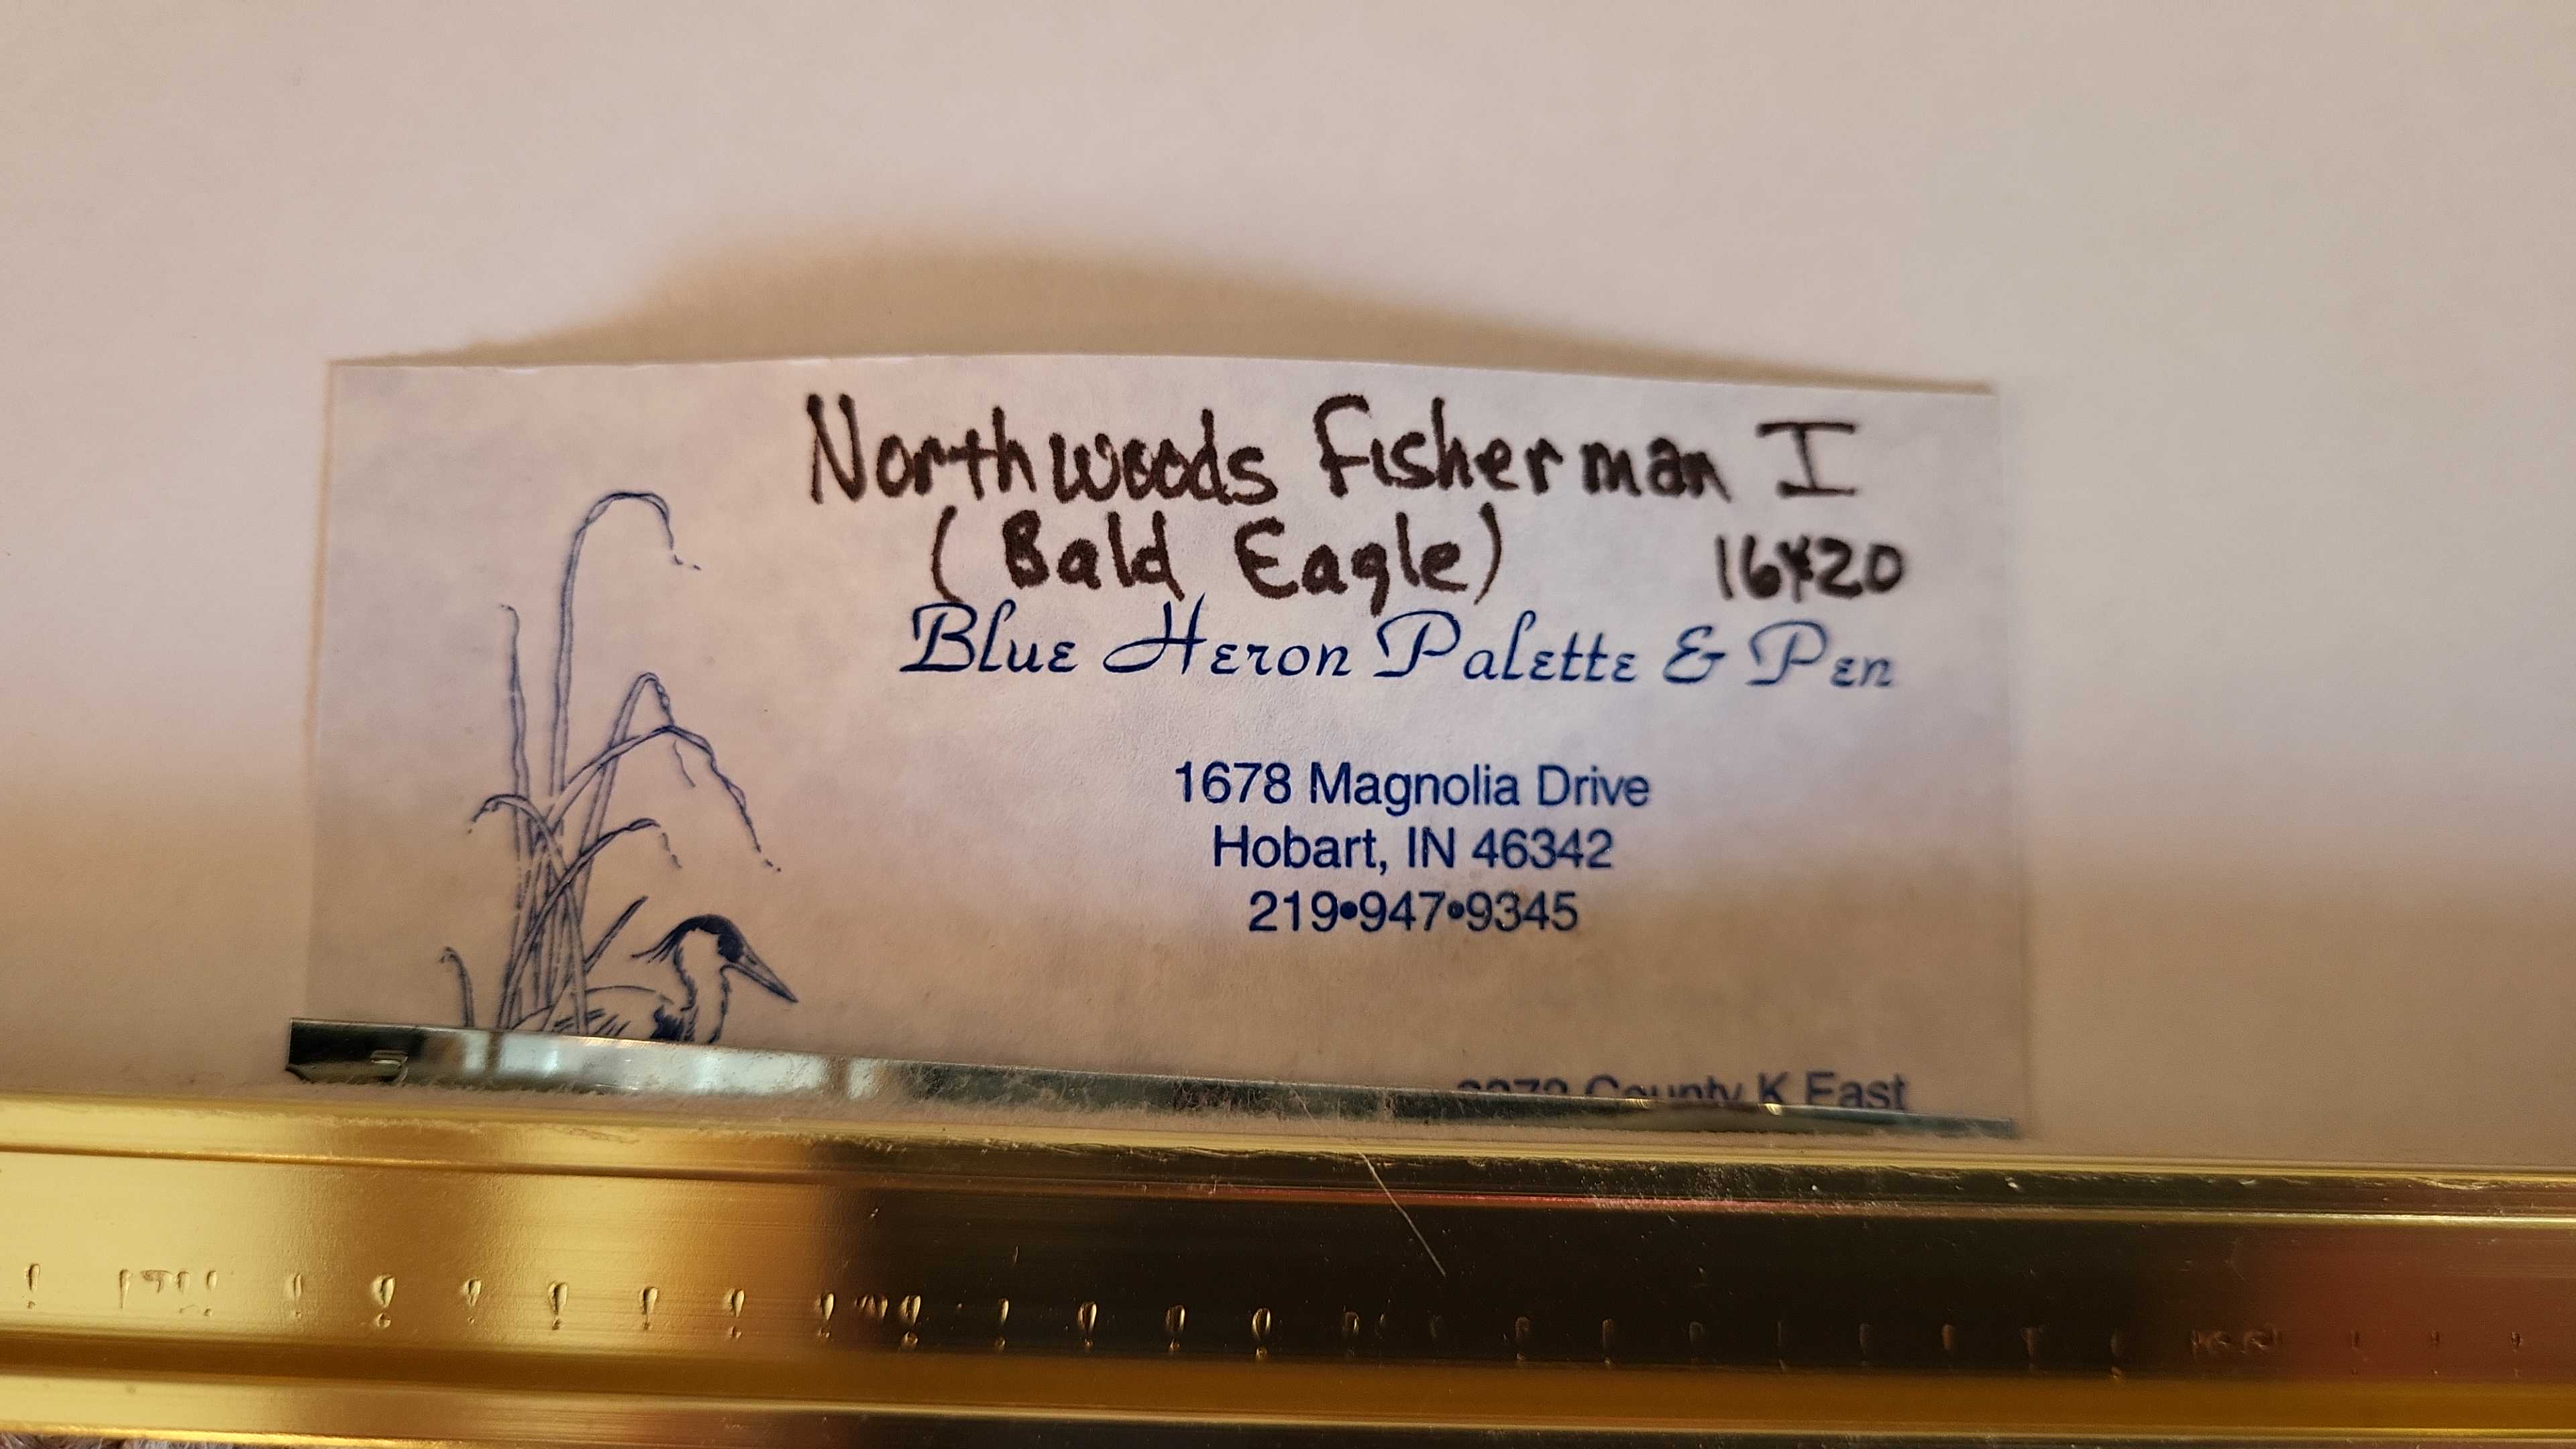 Northwoods Fisherman I
(Bald Eagle) 16x20
Blue Heron Palette & Pen
1678 Magnolia Drive
Hobart, IN 46342
219•947•9345
County K East